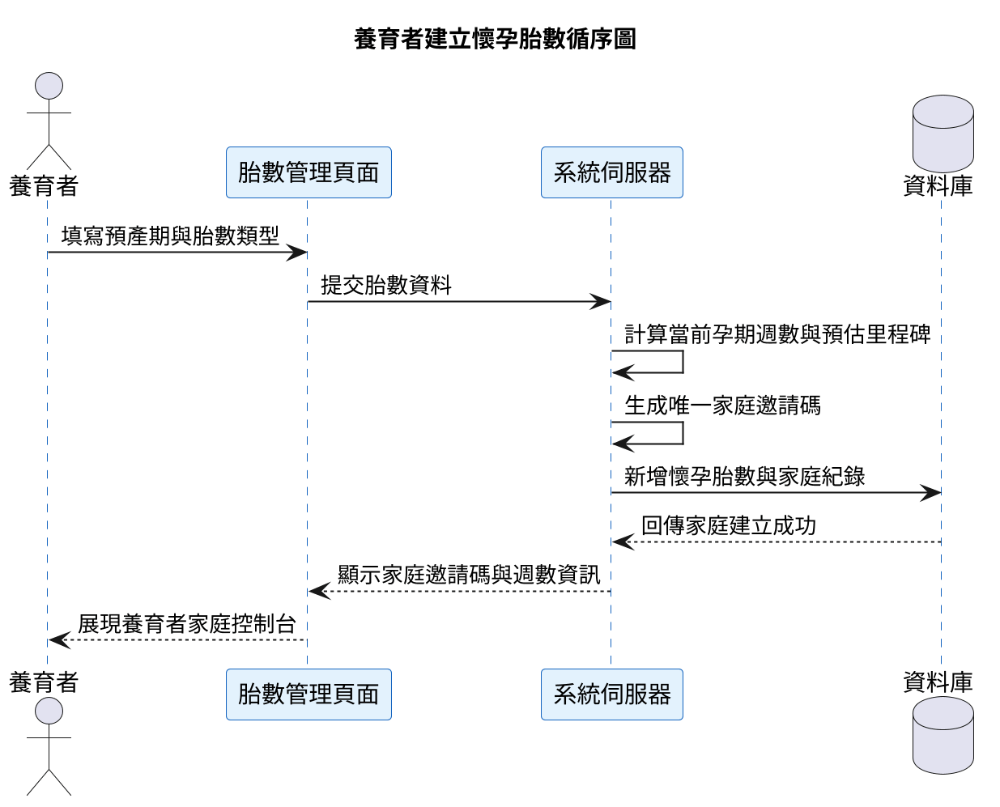 養育者建立懷孕胎數循序圖
養育者
胎數管理頁面
系統伺服器
資料庫
填寫預產期與胎數類型
提交胎數資料
計算當前孕期週數與預估里程碑
生成唯一家庭邀請碼
新增懷孕胎數與家庭紀錄
回傳家庭建立成功
顯示家庭邀請碼與週數資訊
展現養育者家庭控制台
養育者
胎數管理頁面
系統伺服器
資料庫